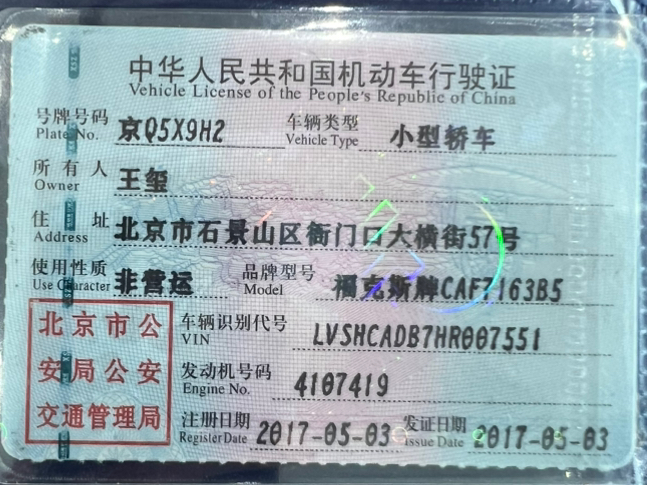 中华人民共和国机动车行驶证
Vehicle License of the People's Republic of China
号牌号码 京Q5X9H2 车辆类型 小型轿车
Plate No. Vehicle Type
所有人 王玺
Owner
住址 北京市石景山区衙门口大横街57号
Address
使用性质 非营运 品牌型号 福克斯牌CAF7163B5
Use Character Model
北京市公
安局公安
交通管理局
车辆识别代号 LVSHCADB7HR007551
VIN
发动机号码 4107419
Engine No.
注册日期 2017-05-03 发证日期 2017-05-03
Register Date Issue Date